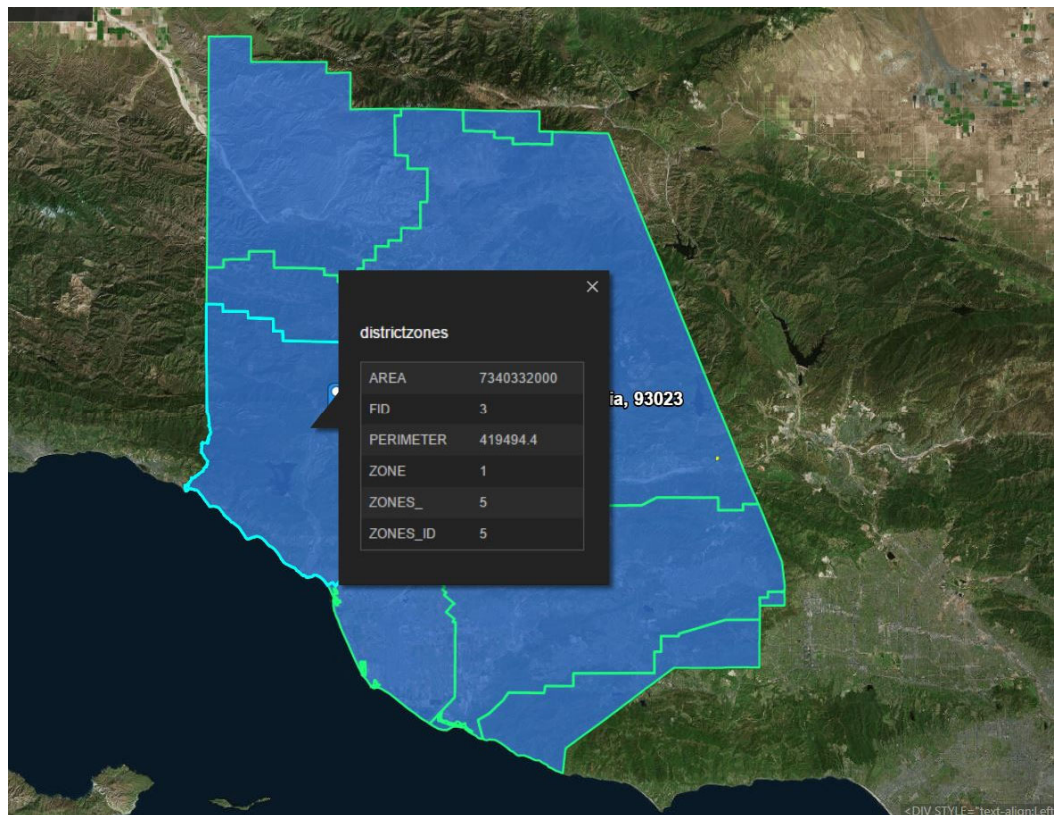 ×
districtzones
AREA 7340332000
FID 3
PERIMETER 419494.4
ZONE 1
ZONES_ 5
ZONES_ID 5
ia, 93023
<DIV STYLE="text-align:Left